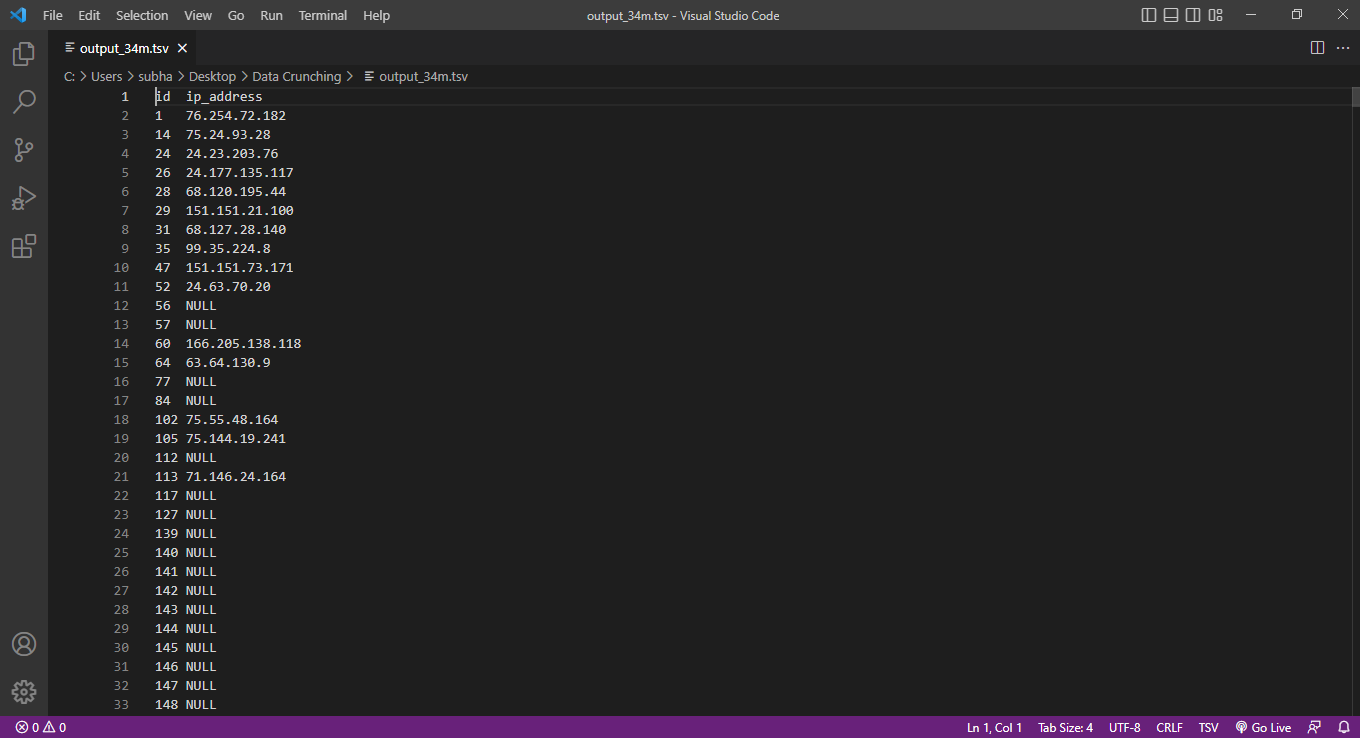 File Edit Selection View Go Run Terminal Help output_34m.tsv - Visual Studio Code
output_34m.tsv
C: > Users > subha > Desktop > Data Crunching > output_34m.tsv
1 id ip_address
2 1 76.254.72.182
3 14 75.24.93.28
4 24 24.23.203.76
5 26 24.177.135.117
6 28 68.120.195.44
7 29 151.151.21.100
8 31 68.127.28.140
9 35 99.35.224.8
10 47 151.151.73.171
11 52 24.63.70.20
12 56 NULL
13 57 NULL
14 60 166.205.138.118
15 64 63.64.130.9
16 77 NULL
17 84 NULL
18 102 75.55.48.164
19 105 75.144.19.241
20 112 NULL
21 113 71.146.24.164
22 117 NULL
23 127 NULL
24 139 NULL
25 140 NULL
26 141 NULL
27 142 NULL
28 143 NULL
29 144 NULL
30 145 NULL
31 146 NULL
32 147 NULL
33 148 NULL
0 0 Ln 1, Col 1 Tab Size: 4 UTF-8 CRLF TSV Go Live